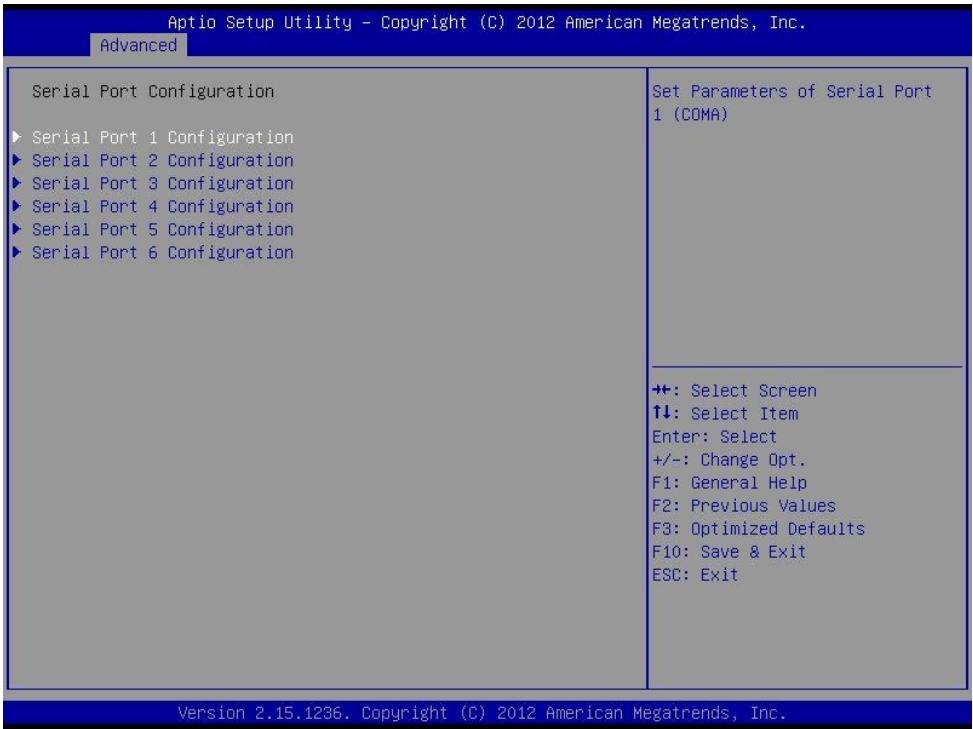 Aptio Setup Utility – Copyright (C) 2012 American Megatrends, Inc.
Advanced
Serial Port Configuration
Serial Port 1 Configuration
Serial Port 2 Configuration
Serial Port 3 Configuration
Serial Port 4 Configuration
Serial Port 5 Configuration
Serial Port 6 Configuration
Set Parameters of Serial Port
1 (COMA)
→←: Select Screen
↑↓: Select Item
Enter: Select
+/-: Change Opt.
F1: General Help
F2: Previous Values
F3: Optimized Defaults
F10: Save & Exit
ESC: Exit
Version 2.15.1236. Copyright (C) 2012 American Megatrends, Inc.